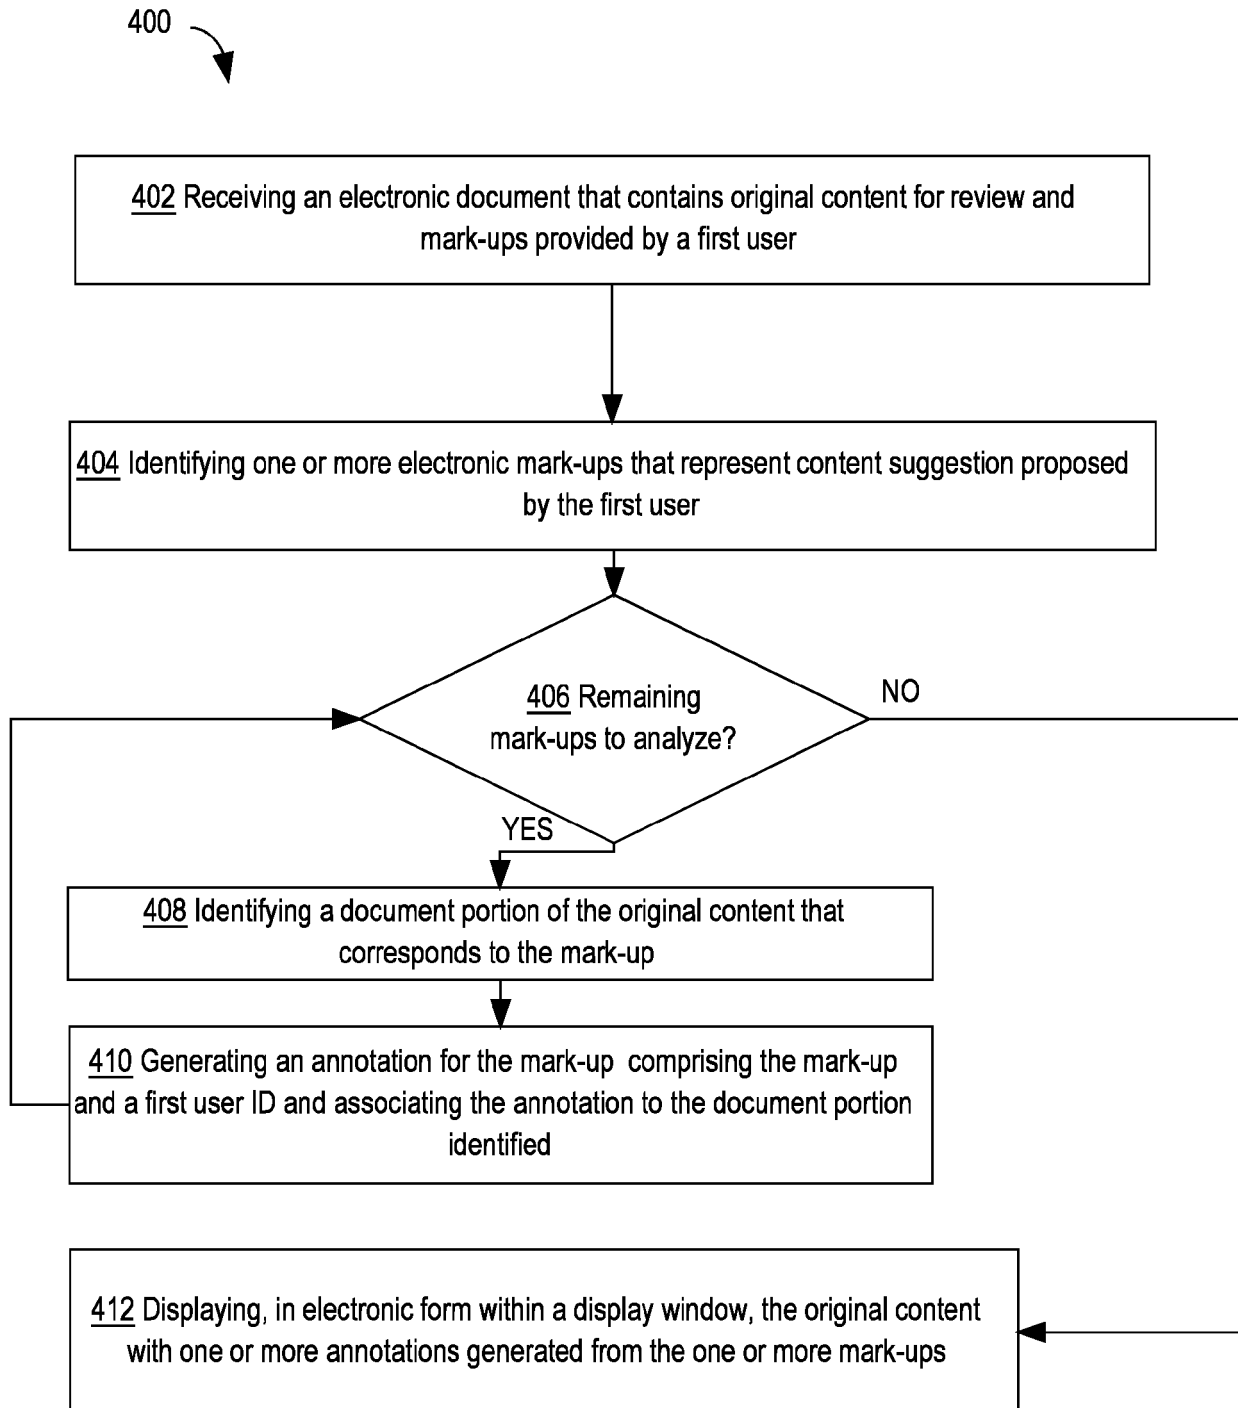 400
402 Receiving an electronic document that contains original content for review and
mark-ups provided by a first user
404 Identifying one or more electronic mark-ups that represent content suggestion proposed
by the first user
406 Remaining
mark-ups to analyze?
NO
YES
408 Identifying a document portion of the original content that
corresponds to the mark-up
410 Generating an annotation for the mark-up  comprising the mark-up
and a first user ID and associating the annotation to the document portion
identified
412 Displaying, in electronic form within a display window, the original content
with one or more annotations generated from the one or more mark-ups